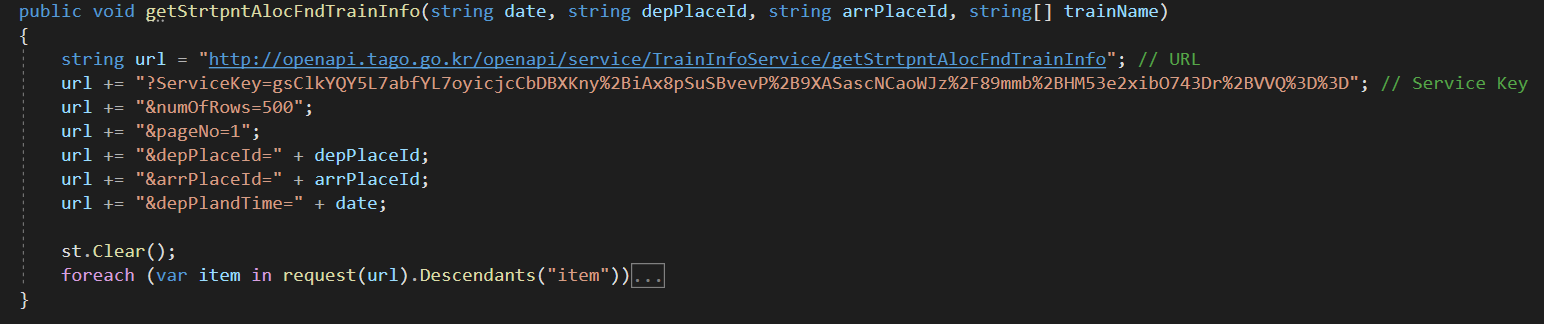 public void getStrtpntAlocFndTrainInfo(string date, string depPlaceId, string arrPlaceId, string[] trainName)
{
string url = "http://openapi.tago.go.kr/openapi/service/TrainInfoService/getStrtpntAlocFndTrainInfo"; // URL
url += "?ServiceKey=gsClkYQY5L7abfYL7oyicjcCbDBXKny%2BiAx8pSuSBvevP%2B9XASascNCaoWJz%2F89mmb%2BHM53e2xibO743Dr%2BVVQ%3D%3D"; // Service Key
url += "&numOfRows=500";
url += "&pageNo=1";
url += "&depPlaceId=" + depPlaceId;
url += "&arrPlaceId=" + arrPlaceId;
url += "&depPlandTime=" + date;
st.Clear();
foreach (var item in request(url).Descendants("item"))...
}